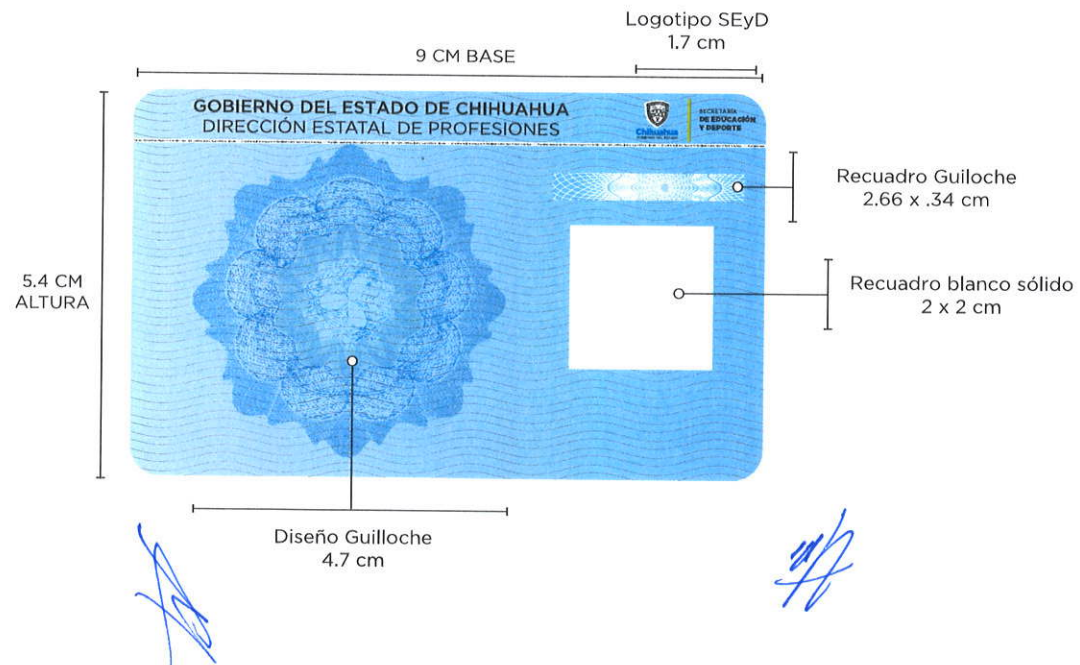 Logotipo SEyD
1.7 cm
9 CM BASE
GOBIERNO DEL ESTADO DE CHIHUAHUA
DIRECCIÓN ESTATAL DE PROFESIONES
Chihuahua
SECRETARÍA
DE EDUCACIÓN
Y DEPORTE
Recuadro Guiloche
2.66 x .34 cm
5.4 CM
ALTURA
Recuadro blanco sólido
2 x 2 cm
Diseño Guilloche
4.7 cm